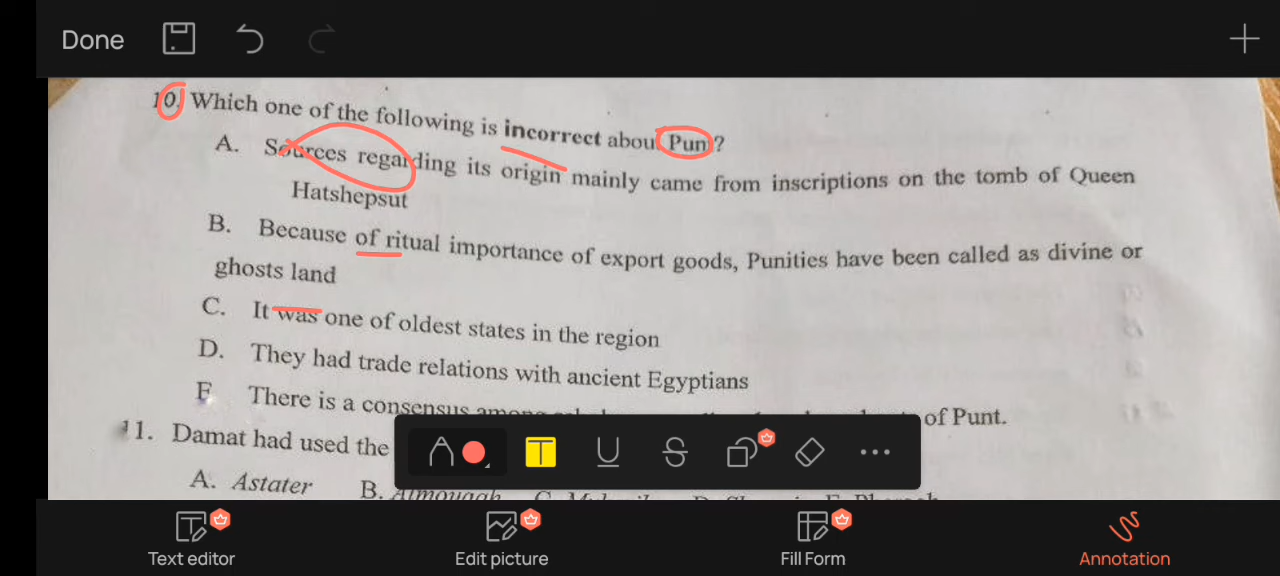 Done
10. Which one of the following is incorrect about Pun?
A. Sources regarding its origin mainly came from inscriptions on the tomb of Queen
Hatshepsut
B. Because of ritual importance of export goods, Punities have been called as divine or
ghosts land
C. It was one of oldest states in the region
D. They had trade relations with ancient Egyptians
E There is a consensus of Punt.
11. Damat had used the
A. Astater B. Almouqah
Text editor Edit picture Fill Form Annotation